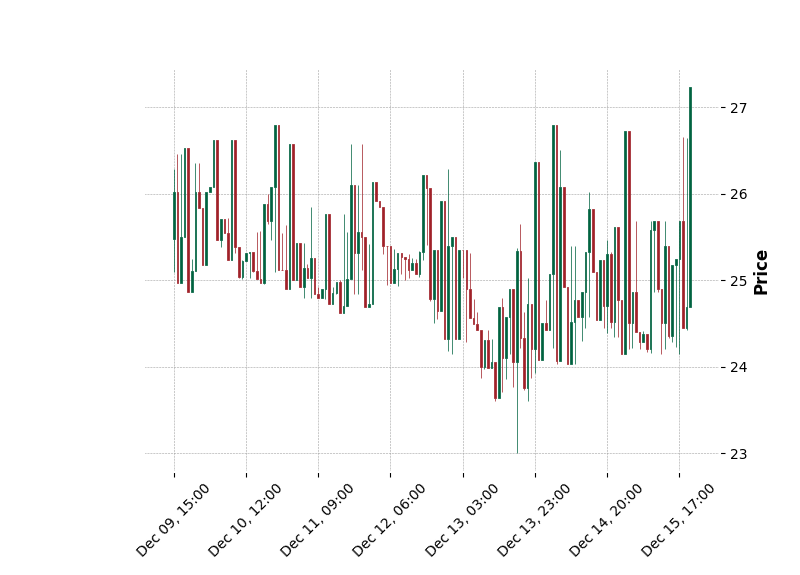 27
26
25
24
23
Price
Dec 09, 15:00
Dec 10, 12:00
Dec 11, 09:00
Dec 12, 06:00
Dec 13, 03:00
Dec 13, 23:00
Dec 14, 20:00
Dec 15, 17:00